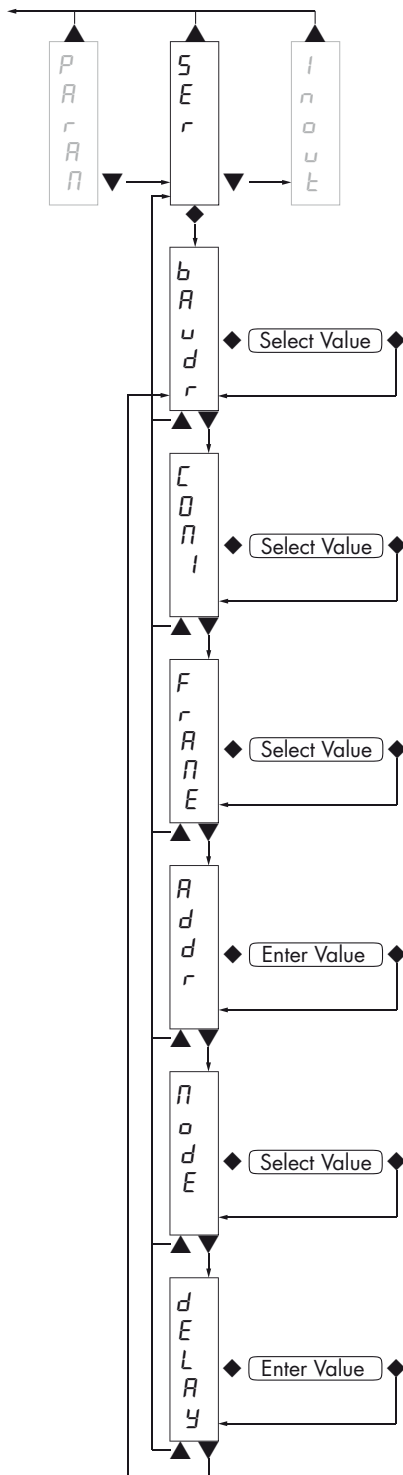 PArAM
SEr
Inout
bAudr
Select Value
COM1
Select Value
FrAME
Select Value
Addr
Enter Value
ModE
Select Value
dELAY
Enter Value